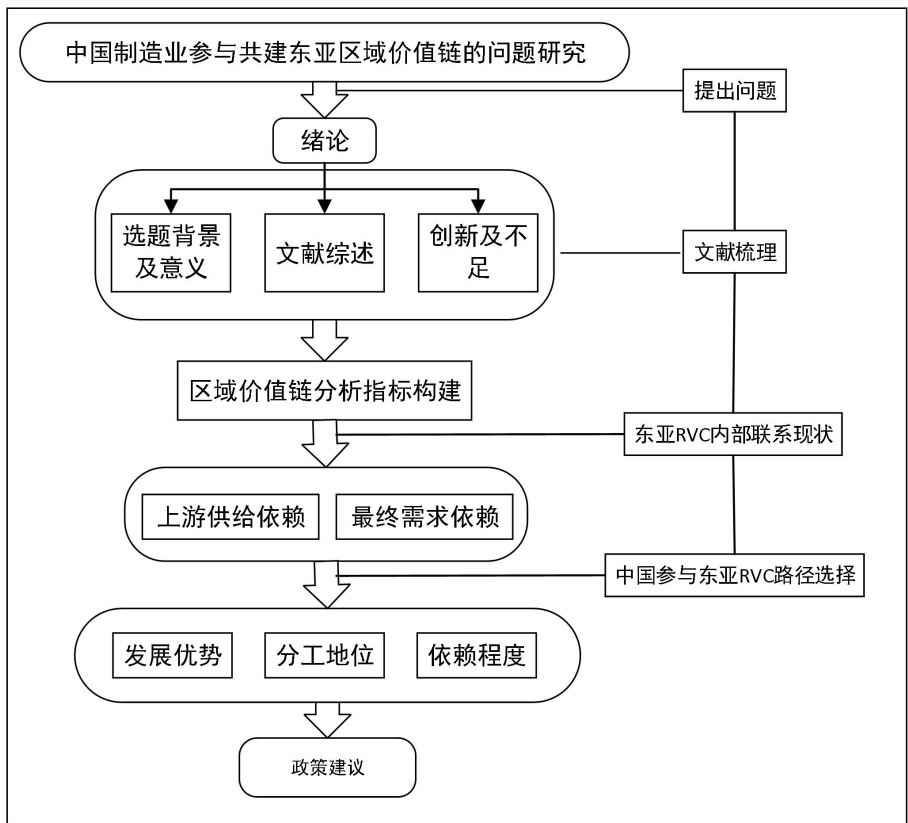 中国制造业参与共建东亚区域价值链的问题研究
提出问题
绪论
选题背景
及意义
文献综述
创新及不
足
文献梳理
区域价值链分析指标构建
东亚RVC内部联系现状
上游供给依赖
最终需求依赖
中国参与东亚RVC路径选择
发展优势
分工地位
依赖程度
政策建议